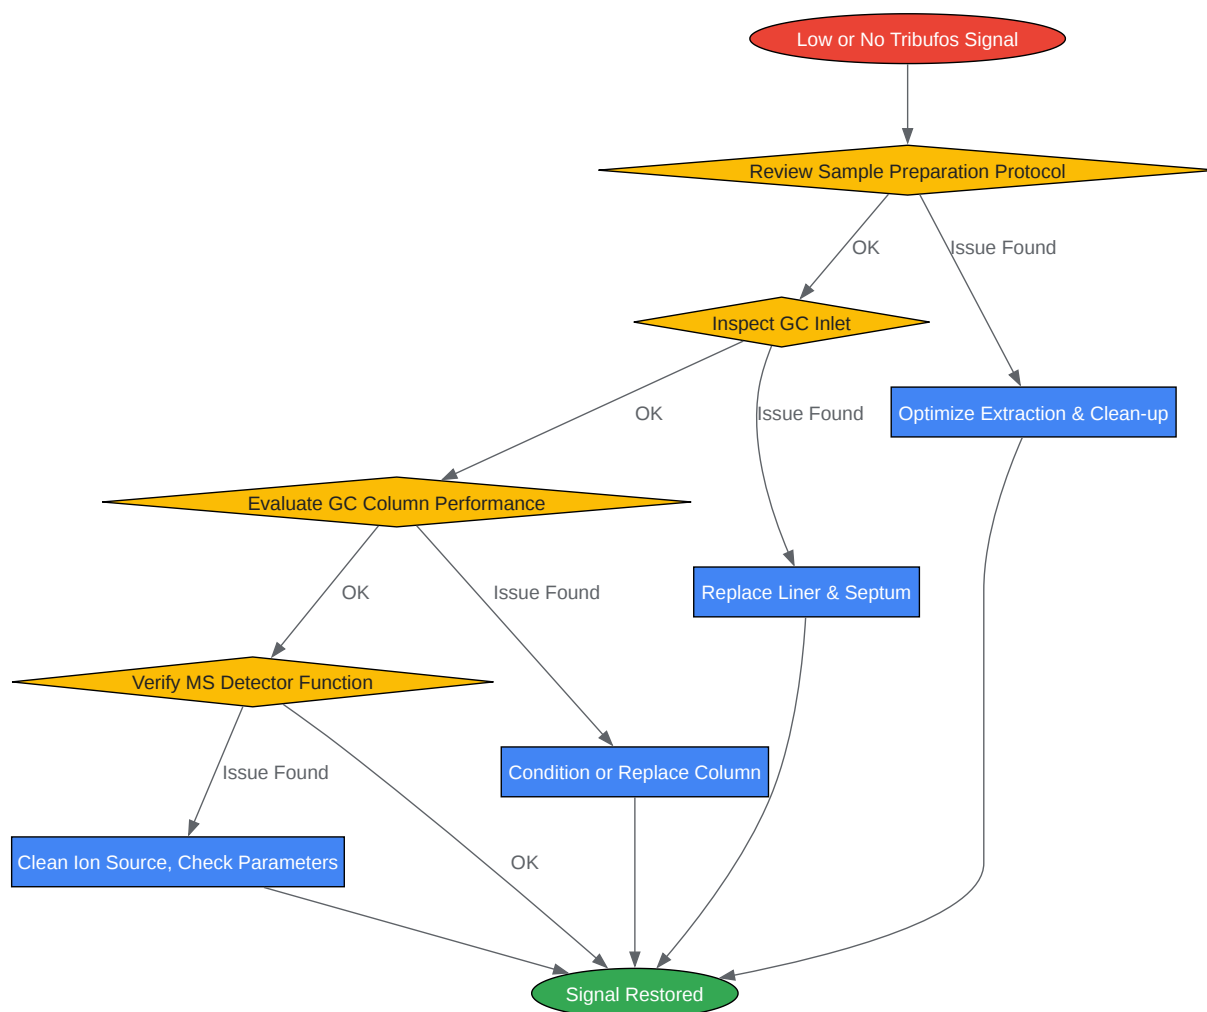 Low or No Tribufos Signal
Review Sample Preparation Protocol
OK
Issue Found
Inspect GC Inlet
OK
Issue Found
Optimize Extraction & Clean-up
Evaluate GC Column Performance
OK
Issue Found
Replace Liner & Septum
Verify MS Detector Function
Issue Found
Condition or Replace Column
OK
Clean Ion Source, Check Parameters
Signal Restored